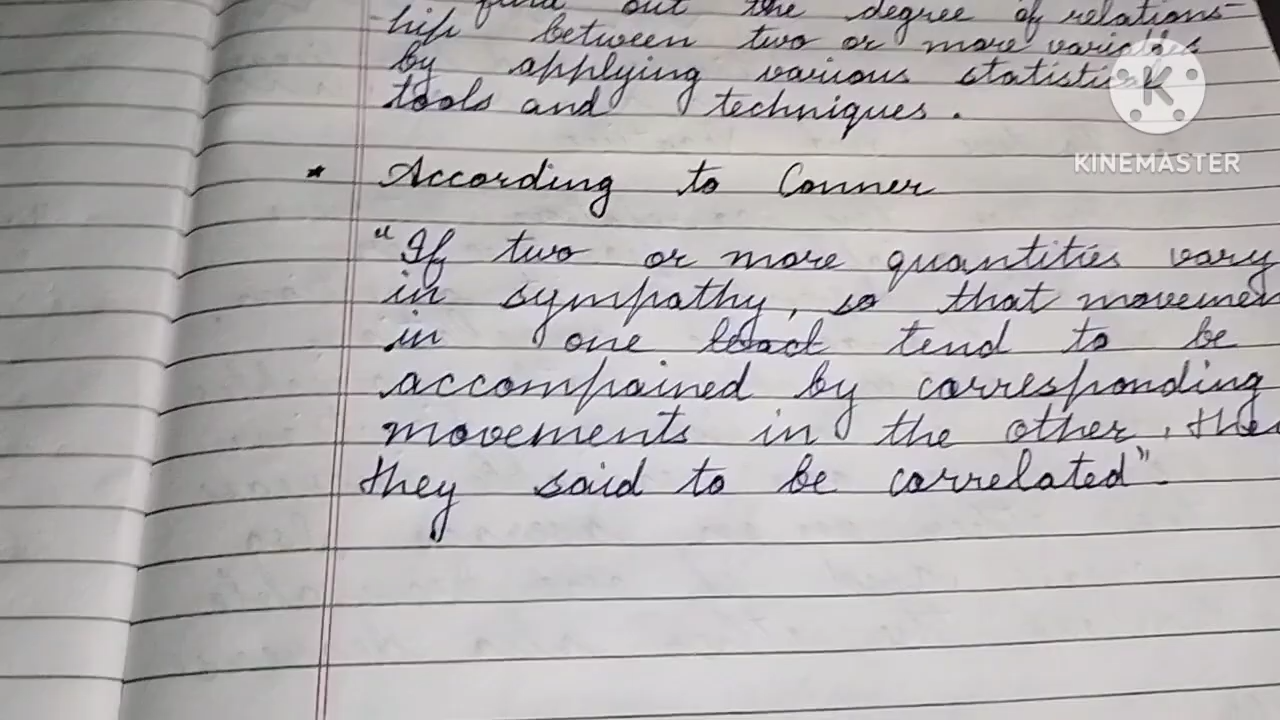 find out the degree of relations-
hip between two or more variables
by applying various statistical
tools and techniques.
K
KINEMASTER
* According to Conner
"If two or more quantities vary
in sympathy, so that movemen
in one tend to be
accompained by corresponding
movements in the other, the
they said to be correlated".